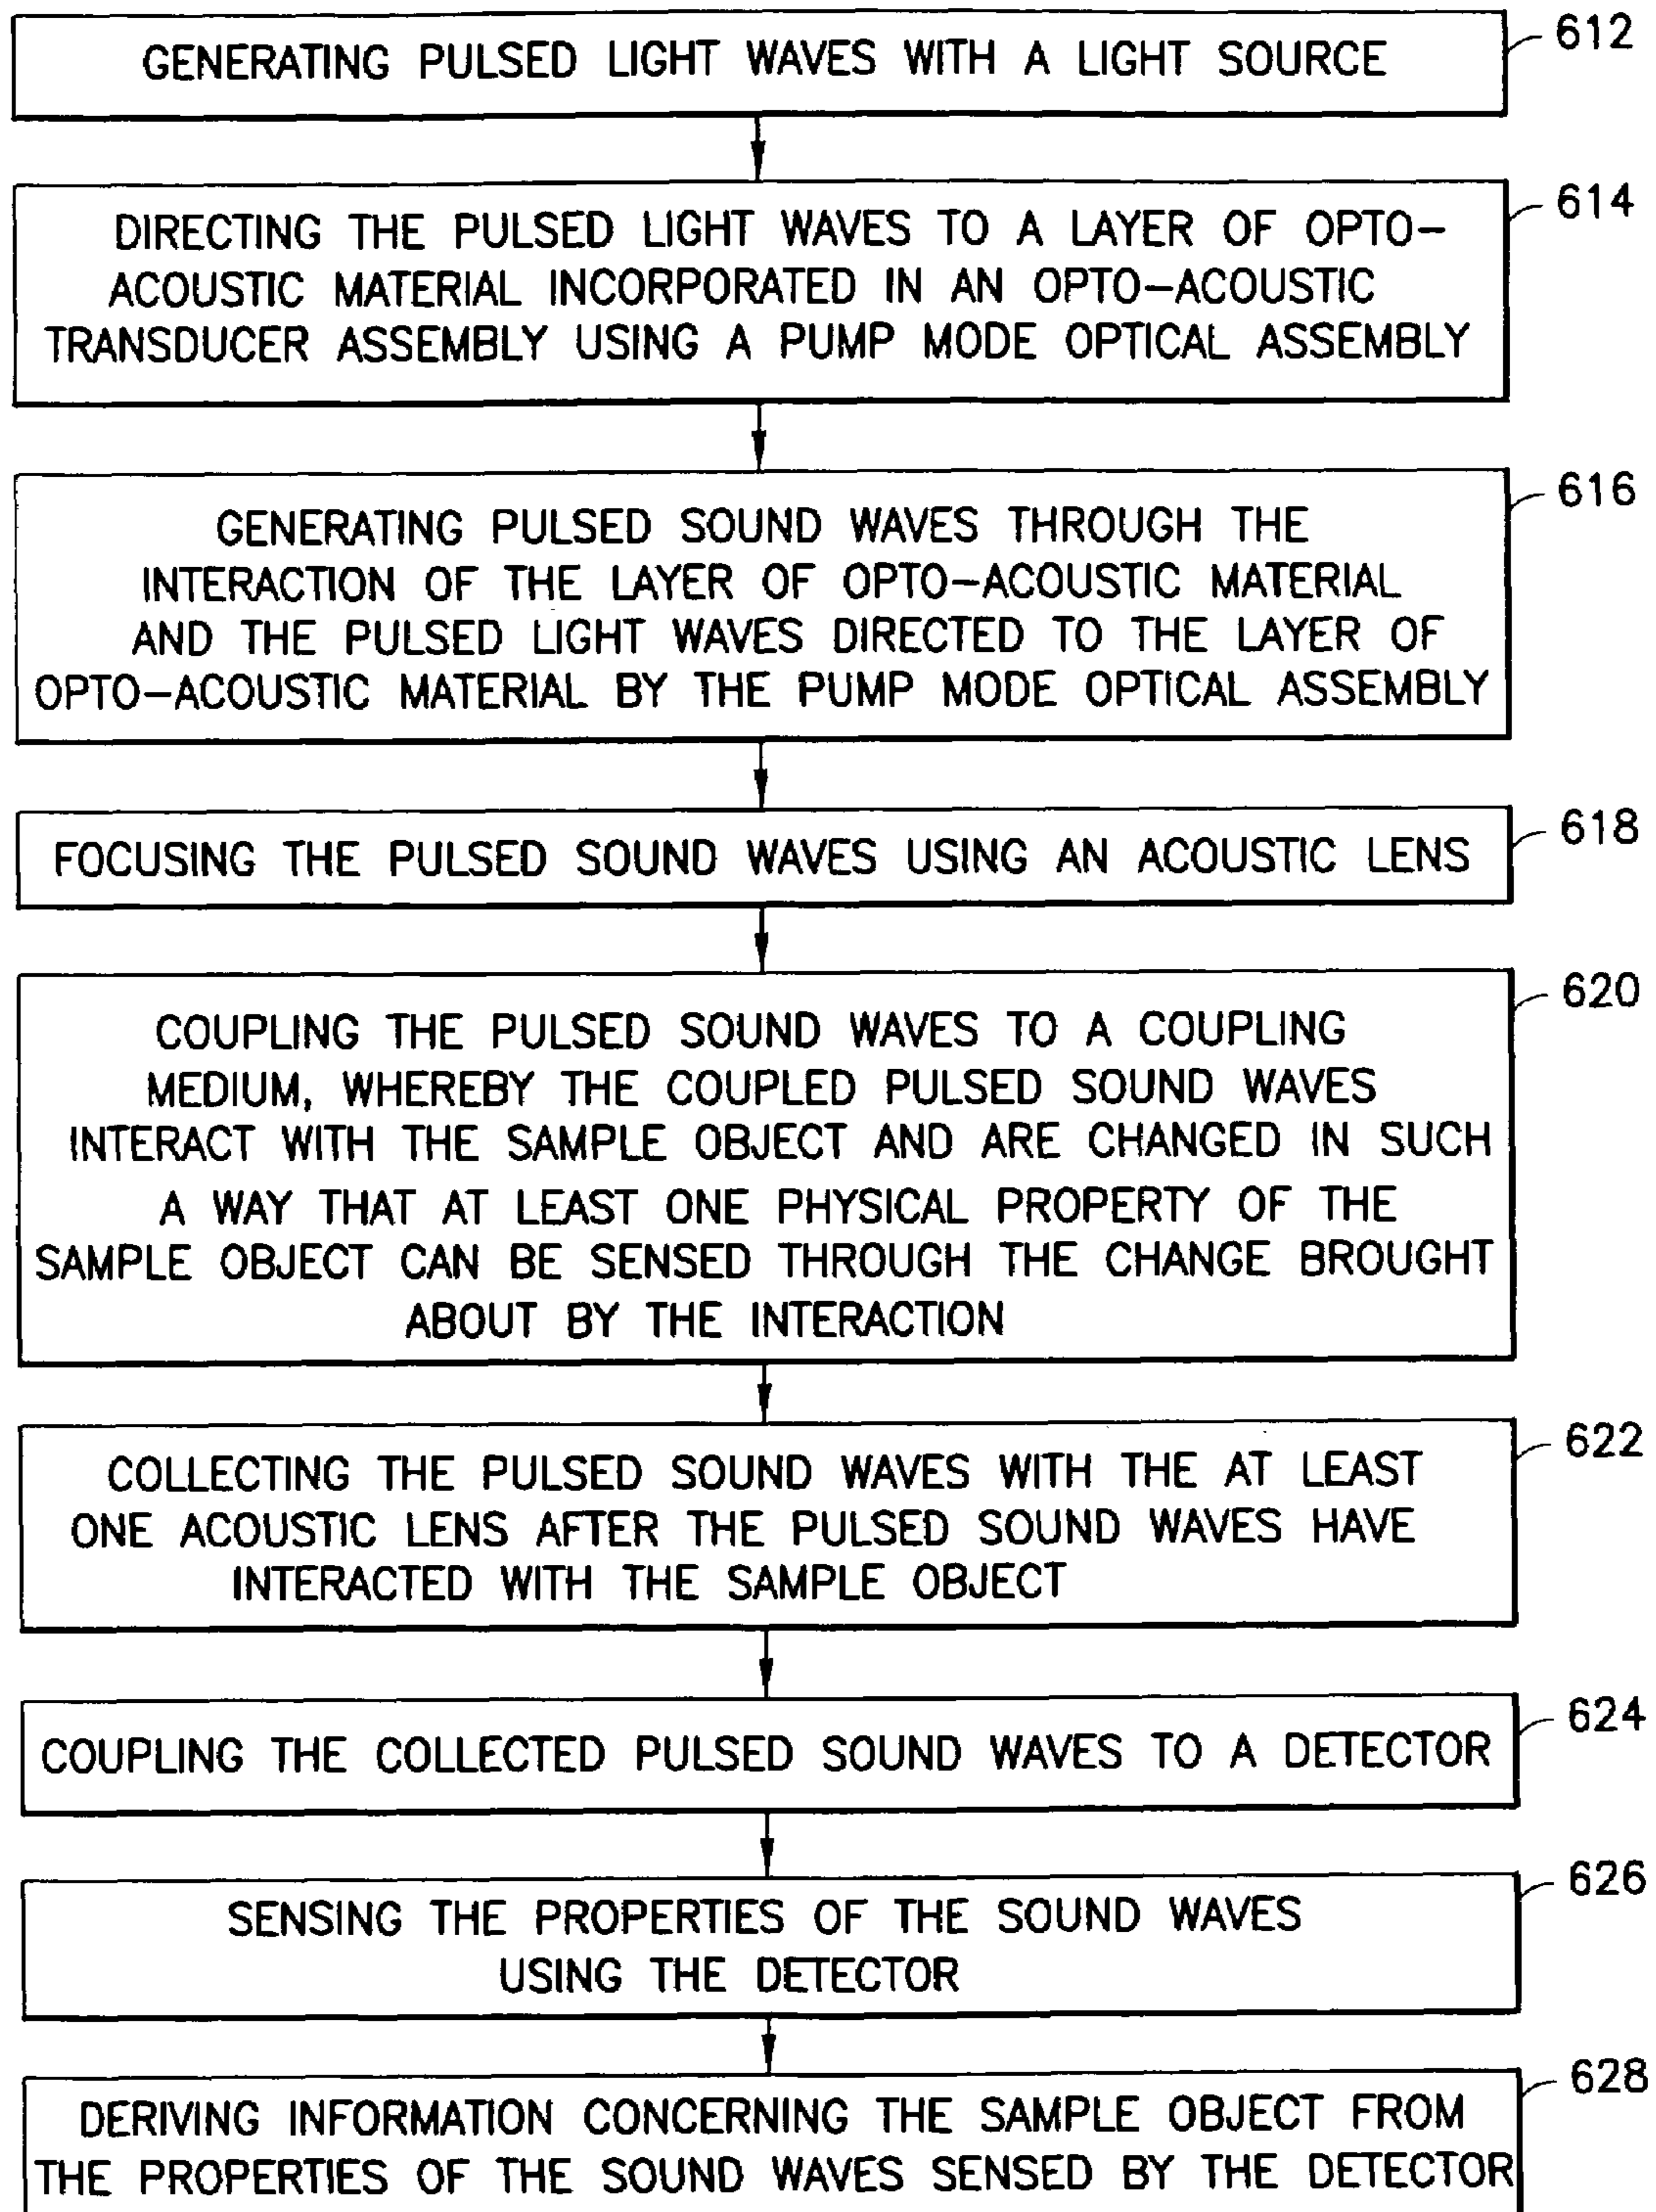 GENERATING PULSED LIGHT WAVES WITH A LIGHT SOURCE
612
DIRECTING THE PULSED LIGHT WAVES TO A LAYER OF OPTO-
ACOUSTIC MATERIAL INCORPORATED IN AN OPTO-ACOUSTIC
TRANSDUCER ASSEMBLY USING A PUMP MODE OPTICAL ASSEMBLY
614
GENERATING PULSED SOUND WAVES THROUGH THE
INTERACTION OF THE LAYER OF OPTO-ACOUSTIC MATERIAL
AND THE PULSED LIGHT WAVES DIRECTED TO THE LAYER OF
OPTO-ACOUSTIC MATERIAL BY THE PUMP MODE OPTICAL ASSEMBLY
616
FOCUSING THE PULSED SOUND WAVES USING AN ACOUSTIC LENS
618
COUPLING THE PULSED SOUND WAVES TO A COUPLING
MEDIUM, WHEREBY THE COUPLED PULSED SOUND WAVES
INTERACT WITH THE SAMPLE OBJECT AND ARE CHANGED IN SUCH
A WAY THAT AT LEAST ONE PHYSICAL PROPERTY OF THE
SAMPLE OBJECT CAN BE SENSED THROUGH THE CHANGE BROUGHT
ABOUT BY THE INTERACTION
620
COLLECTING THE PULSED SOUND WAVES WITH THE AT LEAST
ONE ACOUSTIC LENS AFTER THE PULSED SOUND WAVES HAVE
INTERACTED WITH THE SAMPLE OBJECT
622
COUPLING THE COLLECTED PULSED SOUND WAVES TO A DETECTOR
624
SENSING THE PROPERTIES OF THE SOUND WAVES
USING THE DETECTOR
626
DERIVING INFORMATION CONCERNING THE SAMPLE OBJECT FROM
THE PROPERTIES OF THE SOUND WAVES SENSED BY THE DETECTOR
628